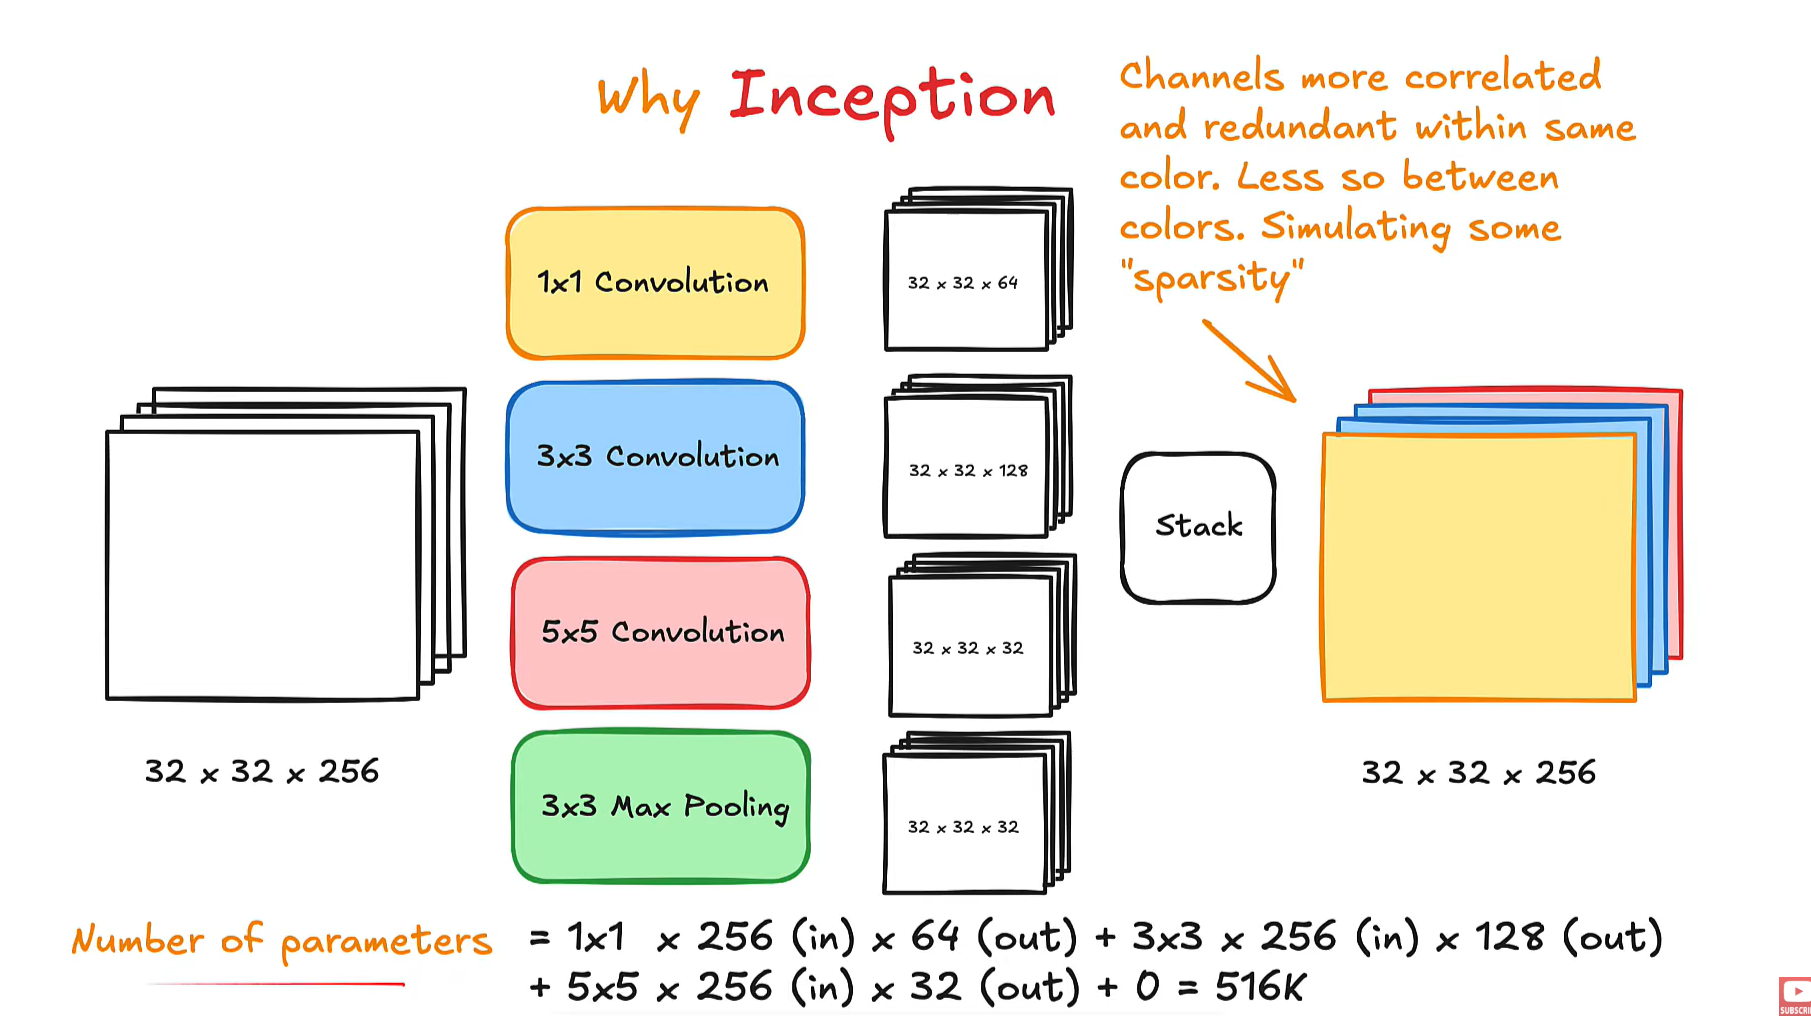 Why Inception
Channels more correlated
and redundant within same
color. Less so between
colors. Simulating some
"sparsity"
1x1 Convolution
32 x 32 x 64
3x3 Convolution
32 x 32 x 128
5x5 Convolution
32 x 32 x 32
3x3 Max Pooling
32 x 32 x 32
Stack
32 x 32 x 256
32 x 32 x 256
Number of parameters = 1x1 x 256 (in) x 64 (out) + 3x3 x 256 (in) x 128 (out)
+ 5x5 x 256 (in) x 32 (out) + 0 = 516K